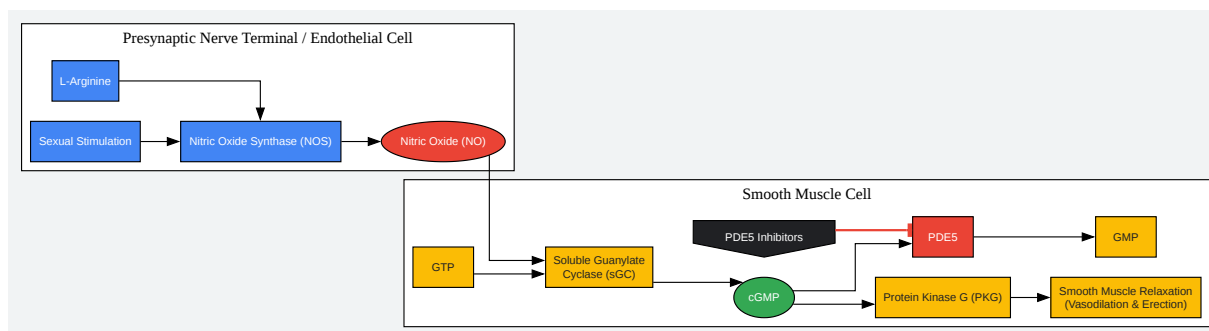 Presynaptic Nerve Terminal / Endothelial Cell
L-Arginine
Sexual Stimulation
Nitric Oxide Synthase (NOS)
Nitric Oxide (NO)
Smooth Muscle Cell
PDE5 Inhibitors
PDE5
GMP
GTP
Soluble Guanylate
Cyclase (sGC)
cGMP
Protein Kinase G (PKG)
Smooth Muscle Relaxation
(Vasodilation & Erection)